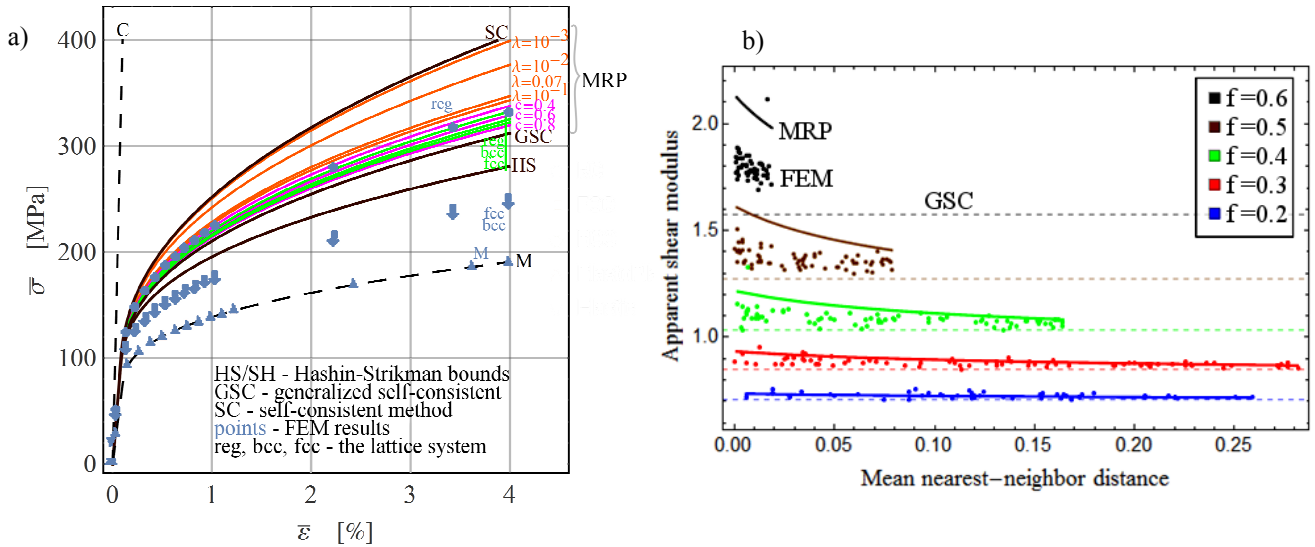 a)
400
300
200
100
0
σ [MPa]
0 1 2 3 4
ε [%]
C
SC
λ=10⁻³
λ=10⁻²
λ=0.07
λ=10⁻¹
c=0.4
c=0.6
c=0.8
MRP
GSC
reg
reg
bcc
fcc
HS
fcc
bcc
M
M
HS/SH - Hashin-Strikman bounds
GSC - generalized self-consistent
SC - self-consistent method
points - FEM results
reg, bcc, fcc - the lattice system
b)
2.0
1.5
1.0
Apparent shear modulus
0.00 0.05 0.10 0.15 0.20 0.25
Mean nearest−neighbor distance
MRP
FEM
GSC
f=0.6
f=0.5
f=0.4
f=0.3
f=0.2